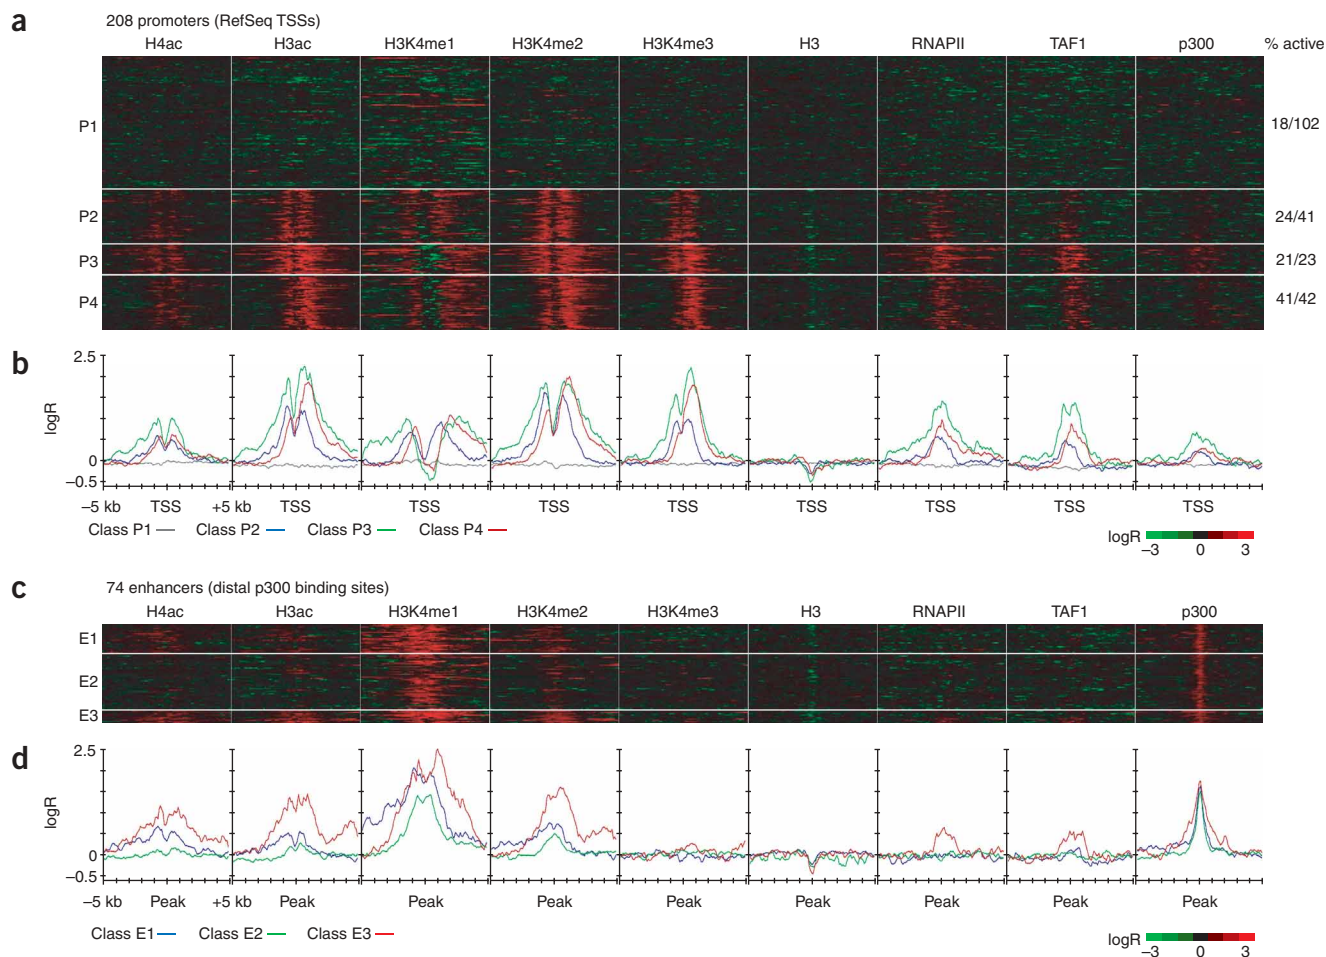 a
208 promoters (RefSeq TSSs)
H4ac H3ac H3K4me1 H3K4me2 H3K4me3 H3 RNAPII TAF1 p300 % active
P1 18/102
P2 24/41
P3 21/23
P4 41/42
b
2.5
logR
0
−0.5
−5 kb TSS +5 kb TSS TSS TSS TSS TSS TSS TSS TSS
Class P1 Class P2 Class P3 Class P4
logR
−3 0 3
c
74 enhancers (distal p300 binding sites)
H4ac H3ac H3K4me1 H3K4me2 H3K4me3 H3 RNAPII TAF1 p300
E1
E2
E3
d
2.5
logR
0
−0.5
−5 kb Peak +5 kb Peak Peak Peak Peak Peak Peak Peak Peak
Class E1 Class E2 Class E3
logR
−3 0 3